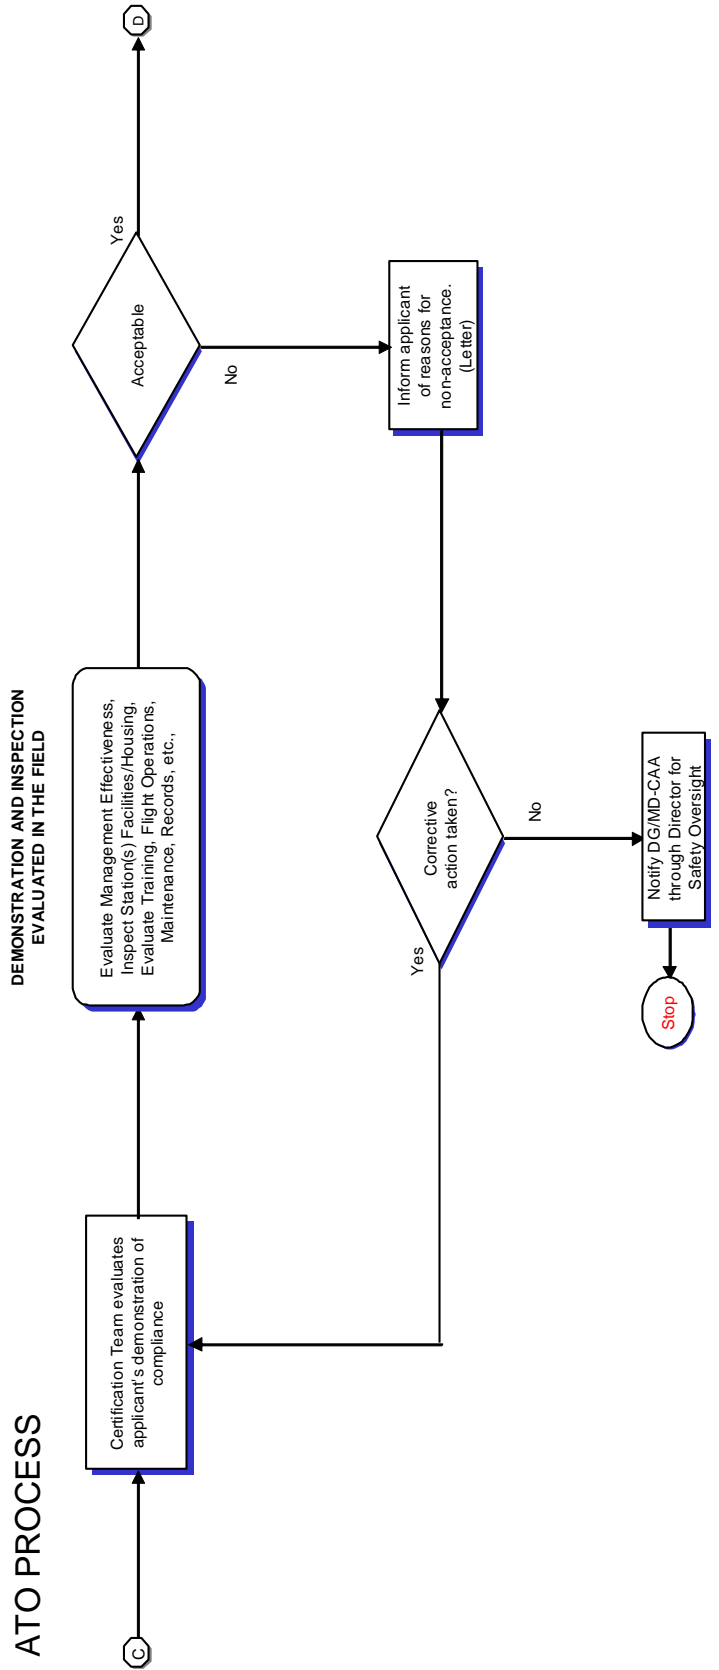 ATO PROCESS
DEMONSTRATION AND INSPECTION
EVALUATED IN THE FIELD
C
Certification Team evaluates
applicant's demonstration of
compliance
Evaluate Management Effectiveness,
Inspect Station(s) Facilities/Housing,
Evaluate Training, Flight Operations,
Maintenance, Records, etc.,
Acceptable
Yes
D
No
Inform applicant
of reasons for
non-acceptance.
(Letter)
Corrective
action taken?
Yes
No
Notify DG/MD-CAA
through Director for
Safety Oversight
Stop